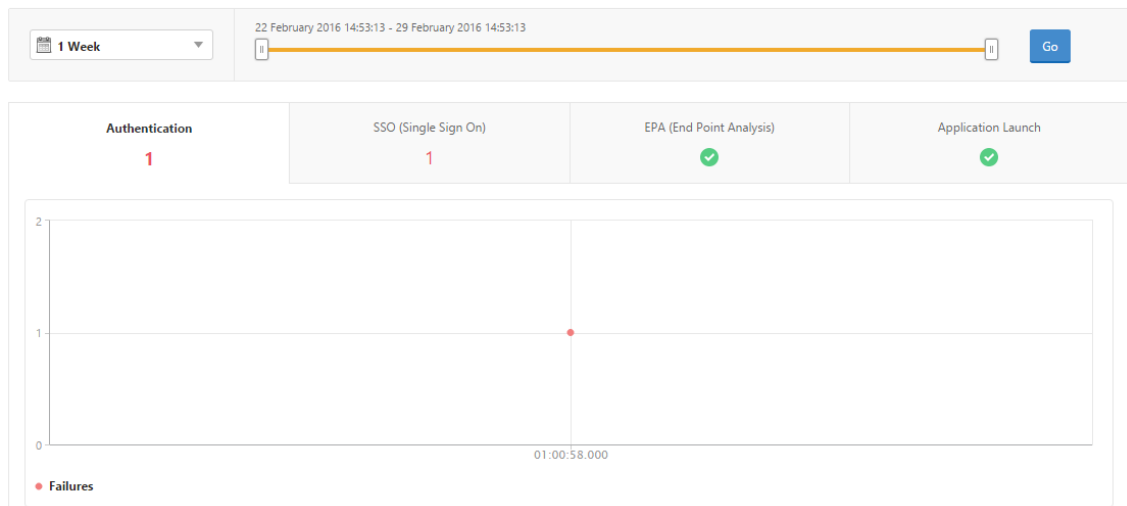 22 February 2016 14:53:13 - 29 February 2016 14:53:13
1 Week
Go
Authentication
SSO (Single Sign On)
EPA (End Point Analysis)
Application Launch
1
1
2
1
0
01:00:58.000
Failures